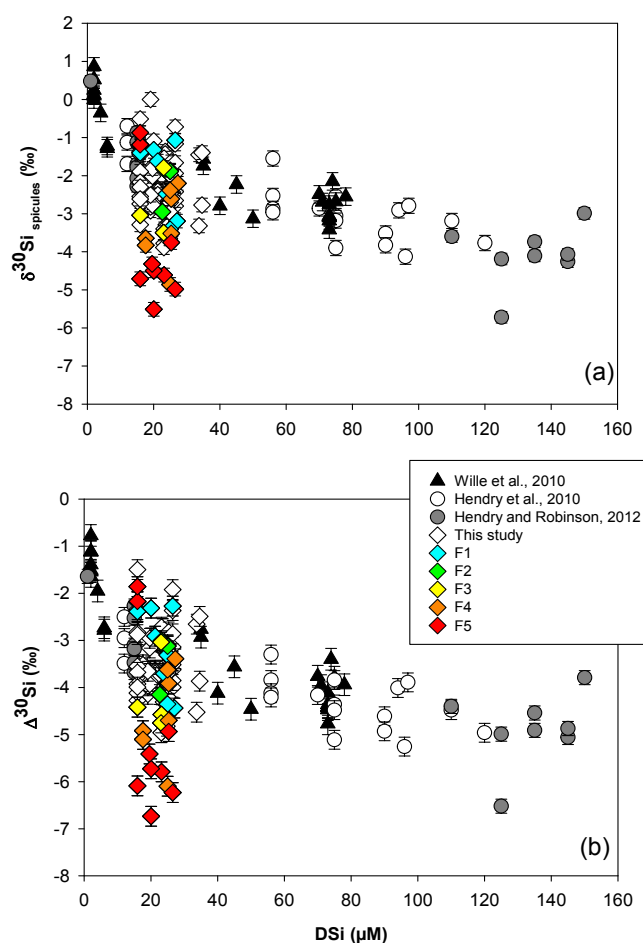 2
1
0
-1
-2
-3
-4
-5
-6
-7
-8
δ30Si spicules (‰)
(a)
0 20 40 60 80 100 120 140 160
0
-1
-2
-3
-4
-5
-6
-7
-8
Δ30Si (‰)
Wille et al., 2010
Hendry et al., 2010
Hendry and Robinson, 2012
This study
F1
F2
F3
F4
F5
(b)
0 20 40 60 80 100 120 140 160
DSi (µM)